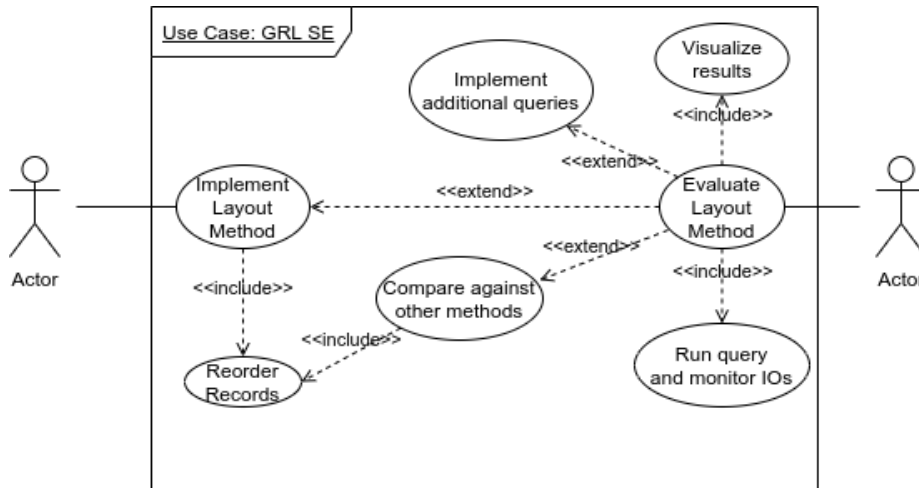 Use Case: GRL SE
Visualize
results
Implement
additional queries
<<include>>
<<extend>>
Implement
Layout
Method
<<extend>>
Evaluate
Layout
Method
<<extend>>
Actor
Actor
<<include>>
<<include>>
Compare against
other methods
<<include>>
Run query
and monitor IOs
Reorder
Records